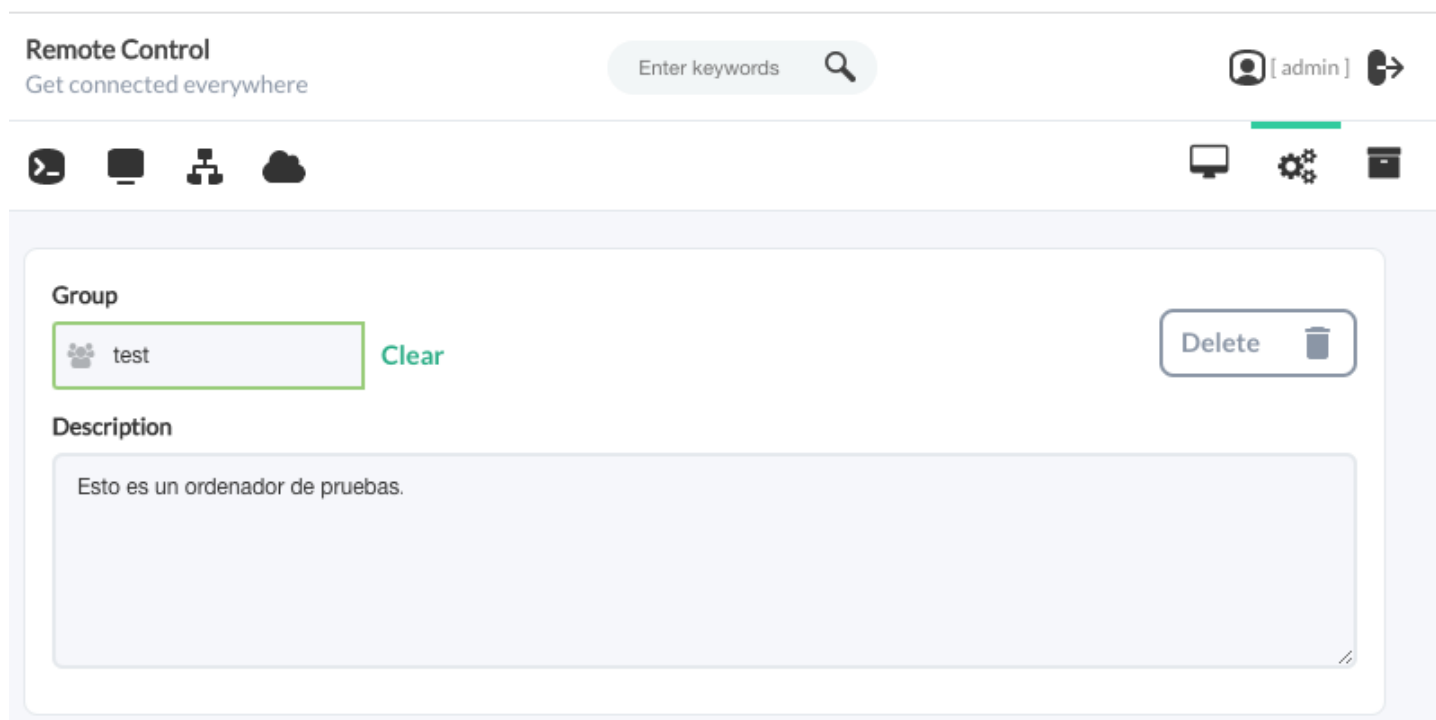 Remote Control
Get connected everywhere
Enter keywords
[ admin ]
Group
test
Clear
Delete
Description
Esto es un ordenador de pruebas.